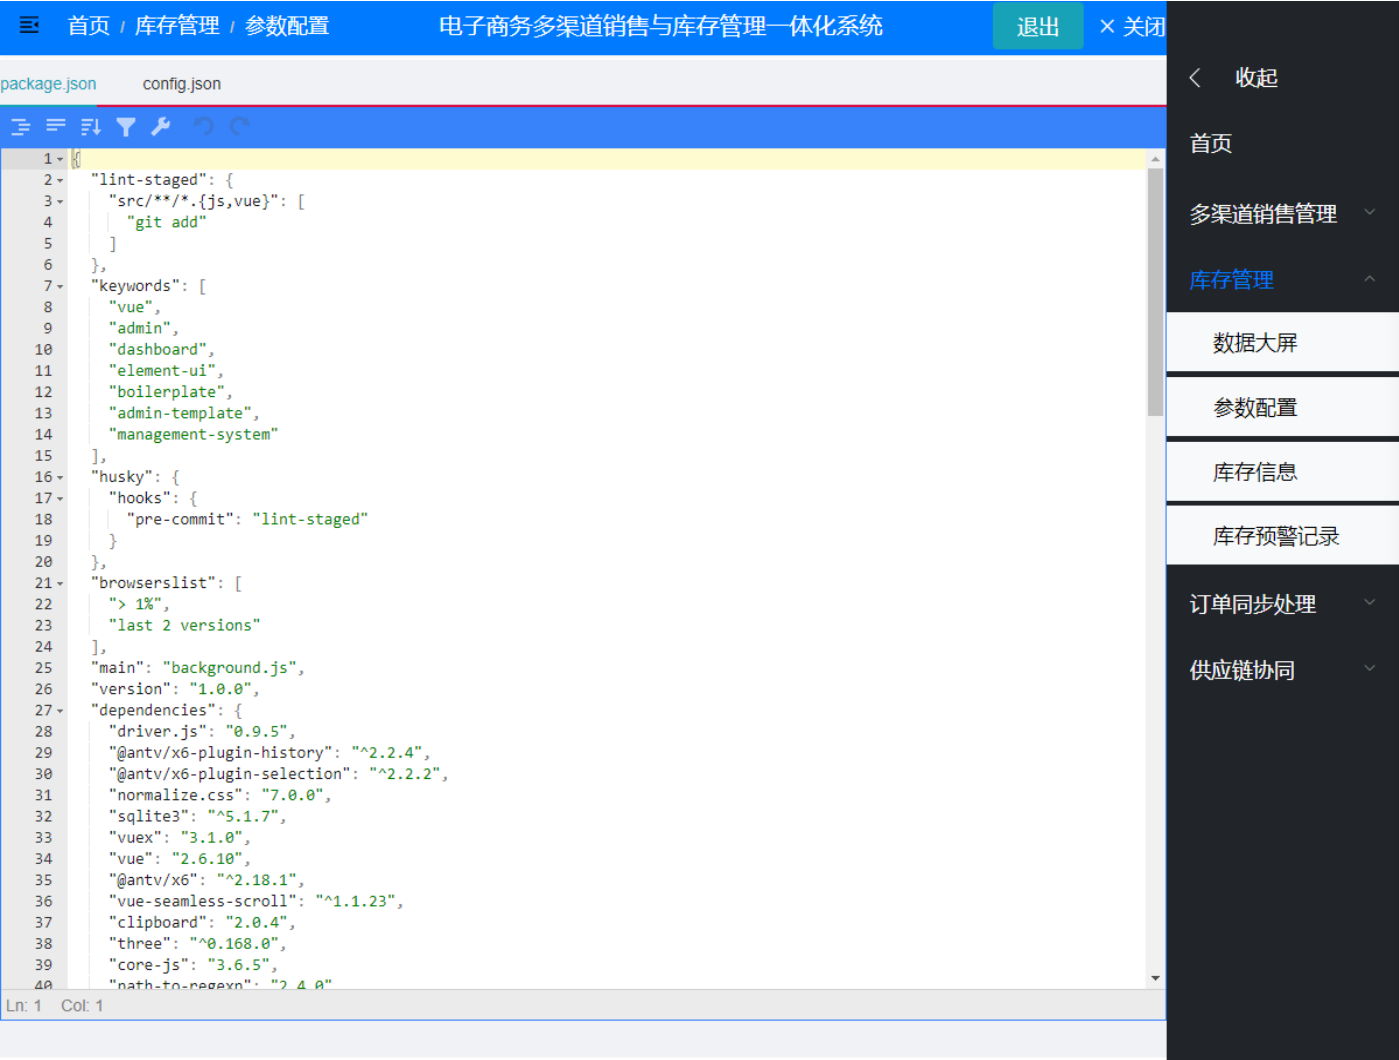 首页 / 库存管理 / 参数配置
电子商务多渠道销售与库存管理一体化系统
退出
× 关闭
package.json
config.json
1 {
2 "lint-staged": {
3 "src/**/*.{js,vue}": [
4 "git add"
5 ]
6 },
7 "keywords": [
8 "vue",
9 "admin",
10 "dashboard",
11 "element-ui",
12 "boilerplate",
13 "admin-template",
14 "management-system"
15 ],
16 "husky": {
17 "hooks": {
18 "pre-commit": "lint-staged"
19 }
20 },
21 "browserslist": [
22 "> 1%",
23 "last 2 versions"
24 ],
25 "main": "background.js",
26 "version": "1.0.0",
27 "dependencies": {
28 "driver.js": "0.9.5",
29 "@antv/x6-plugin-history": "^2.2.4",
30 "@antv/x6-plugin-selection": "^2.2.2",
31 "normalize.css": "7.0.0",
32 "sqlite3": "^5.1.7",
33 "vuex": "3.1.0",
34 "vue": "2.6.10",
35 "@antv/x6": "^2.18.1",
36 "vue-seamless-scroll": "^1.1.23",
37 "clipboard": "2.0.4",
38 "three": "^0.168.0",
39 "core-js": "3.6.5",
40 "path-to-regexp": "2.4.0"
Ln: 1 Col: 1
收起
首页
多渠道销售管理
库存管理
数据大屏
参数配置
库存信息
库存预警记录
订单同步处理
供应链协同